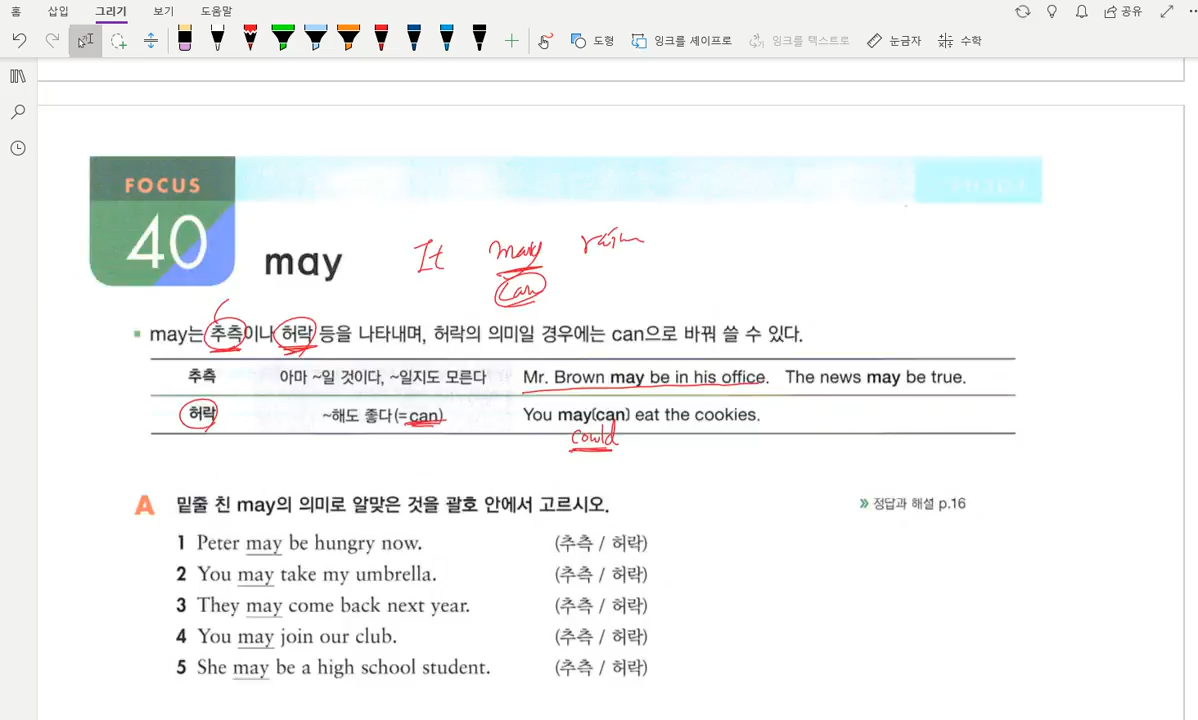 홈 삽입 그리기 보기 도움말 공유
도형 잉크를 셰이프로 잉크를 텍스트로 눈금자 수학
FOCUS
40
may It may rain
can
may는 추측이나 허락 등을 나타내며, 허락의 의미일 경우에는 can으로 바꿔 쓸 수 있다.
추측 아마 ~일 것이다, ~일지도 모른다 Mr. Brown may be in his office. The news may be true.
허락 ~해도 좋다(=can) You may(can) eat the cookies.
could
A 밑줄 친 may의 의미로 알맞은 것을 괄호 안에서 고르시오. » 정답과 해설 p.16
1 Peter may be hungry now. (추측 / 허락)
2 You may take my umbrella. (추측 / 허락)
3 They may come back next year. (추측 / 허락)
4 You may join our club. (추측 / 허락)
5 She may be a high school student. (추측 / 허락)